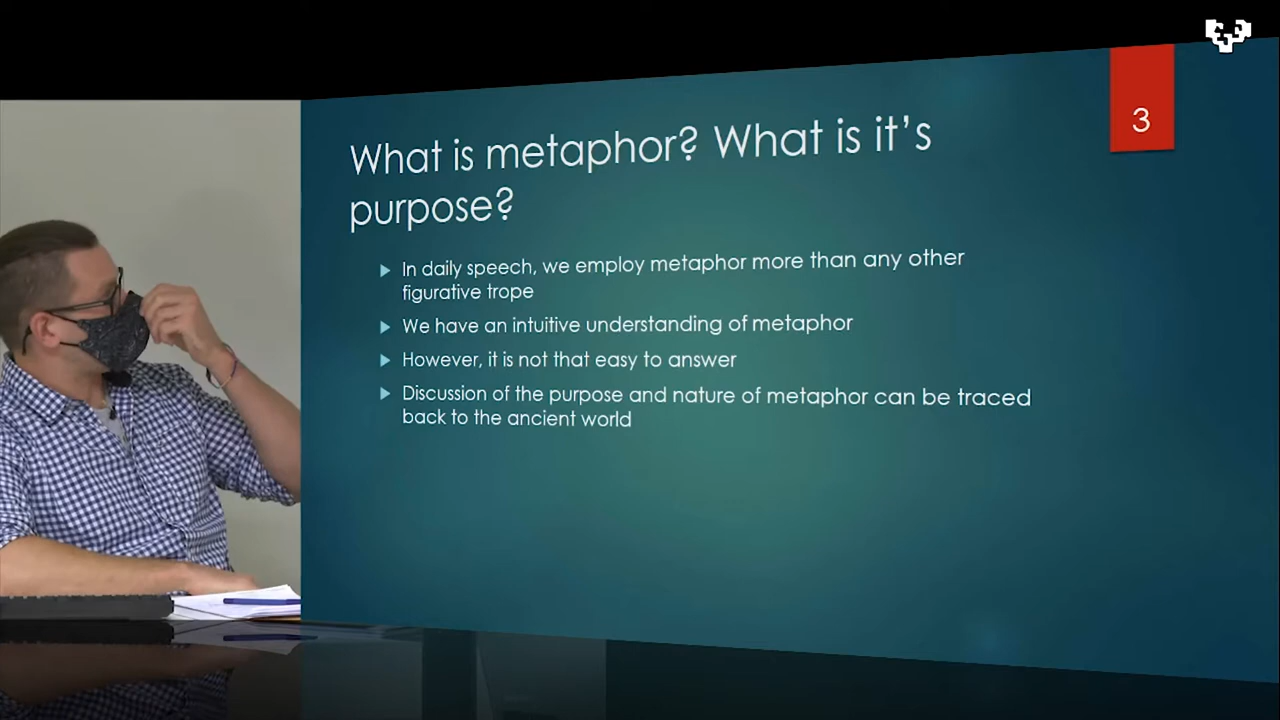 3
What is metaphor? What is it's
purpose?
In daily speech, we employ metaphor more than any other
figurative trope
We have an intuitive understanding of metaphor
However, it is not that easy to answer
Discussion of the purpose and nature of metaphor can be traced
back to the ancient world